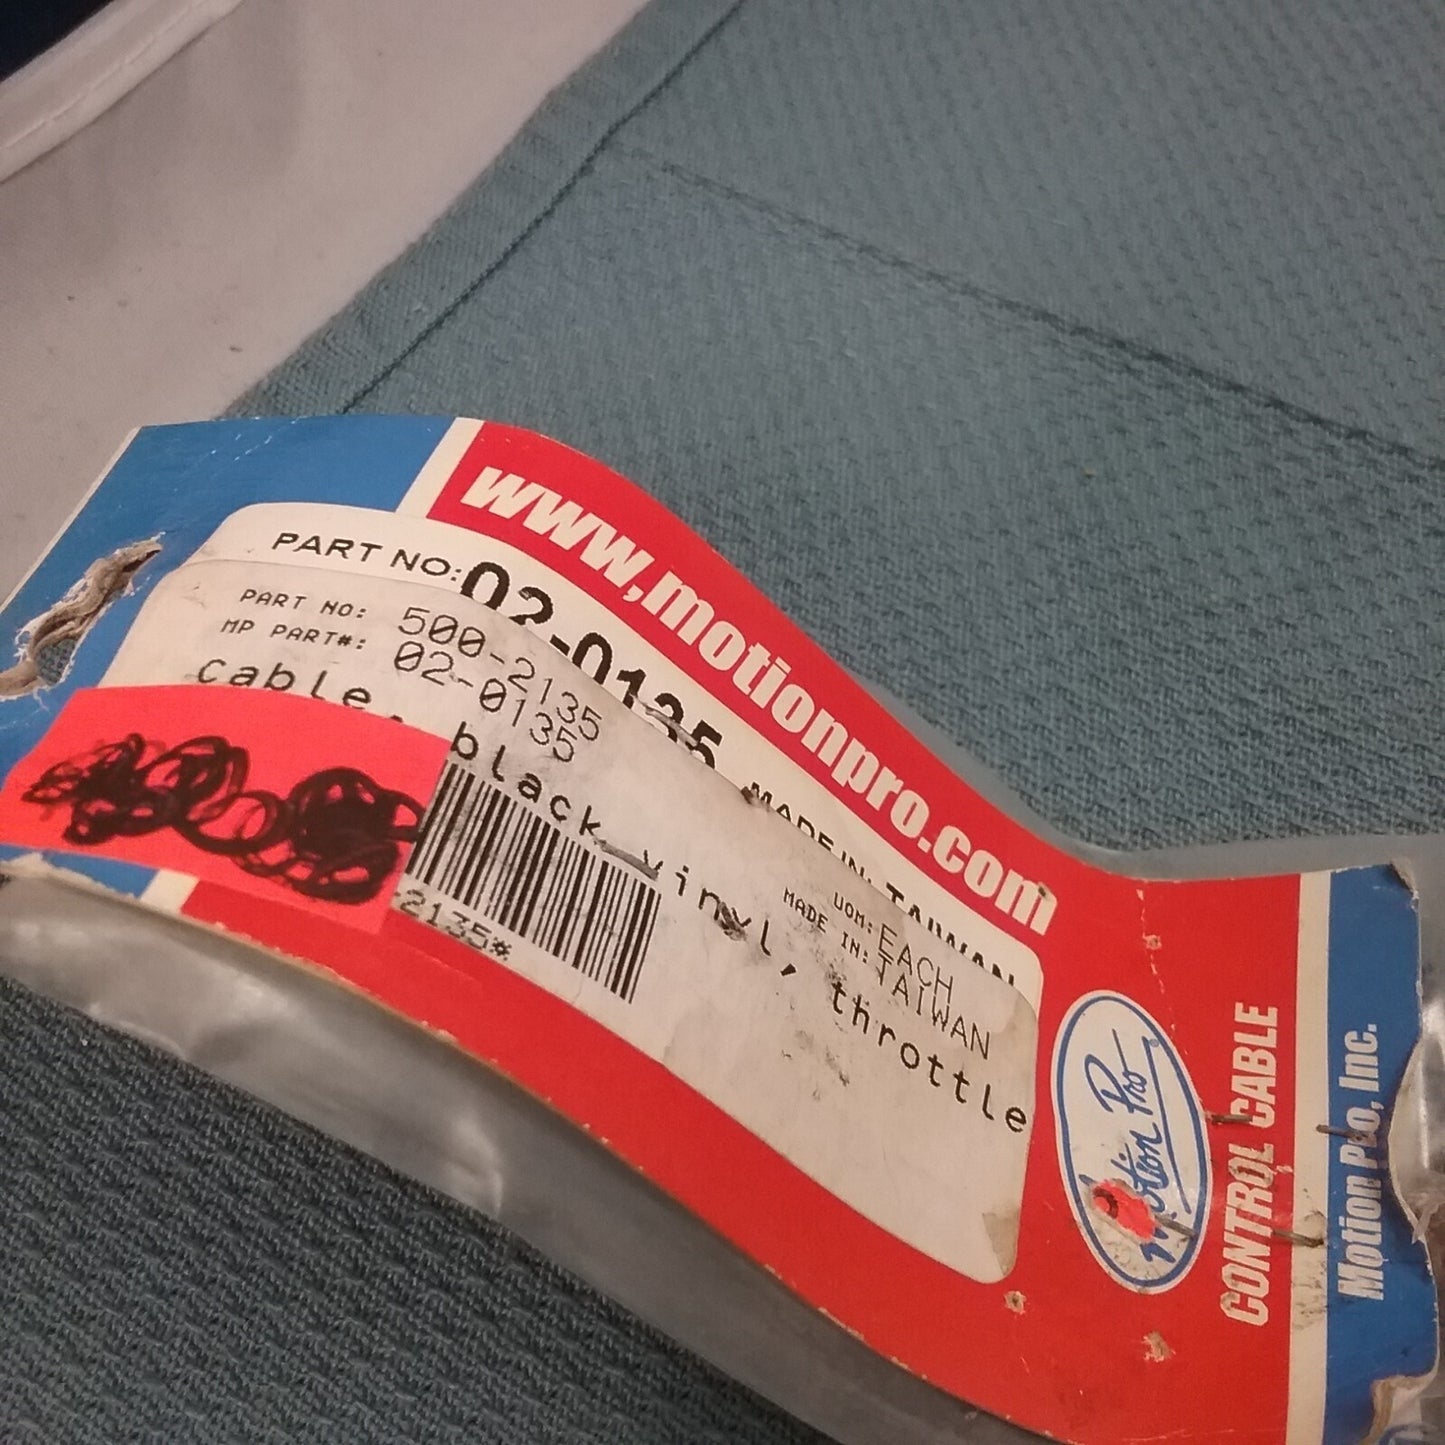 www.motionpro.com
PART NO: 02-0135
MADE IN: TAIWAN
PART NO: 500-2135
MP PART#: 02-0135
Cable, black vinyl, throttle
-2135*
UOM: EACH
MADE IN: TAIWAN
Motion Pro
CONTROL CABLE
Motion Pro, Inc.